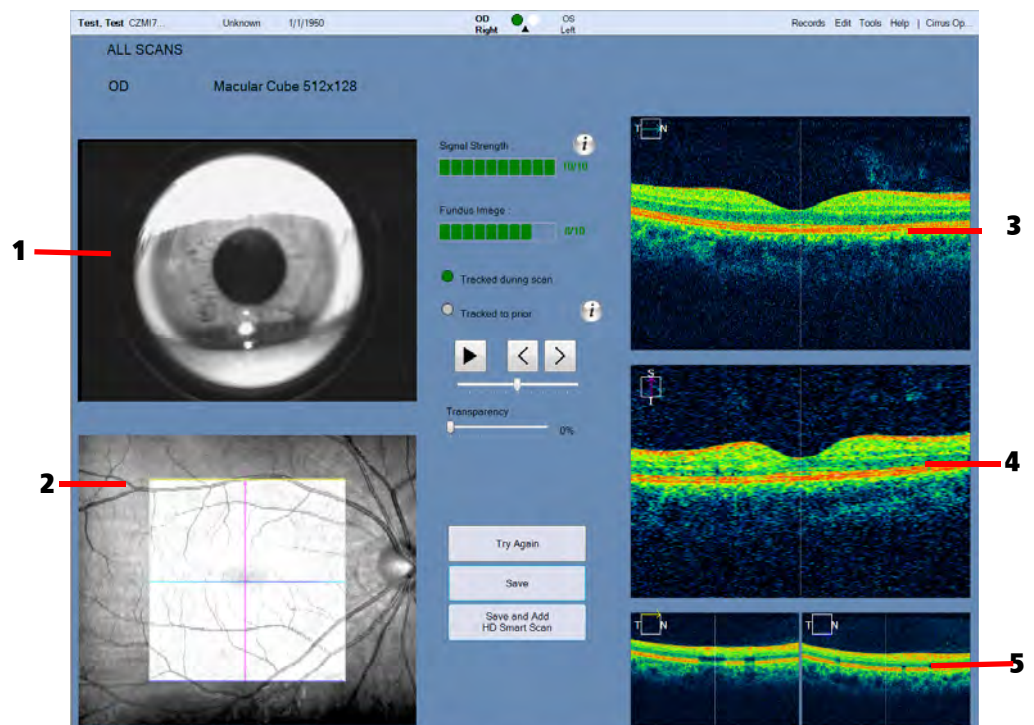 Test, Test CZMI7... Unknown 1/1/1950 OD Right OS Left Records Edit Tools Help | Cirrus Op...
ALL SCANS
OD Macular Cube 512x128
T N
Signal Strength :
i
10/10
Fundus Image :
8/10
1
3
Tracked during scan
Tracked to prior
i
S
T
Transparency
0%
4
2
Try Again
Save
Save and Add
HD Smart Scan
T N
T N
5